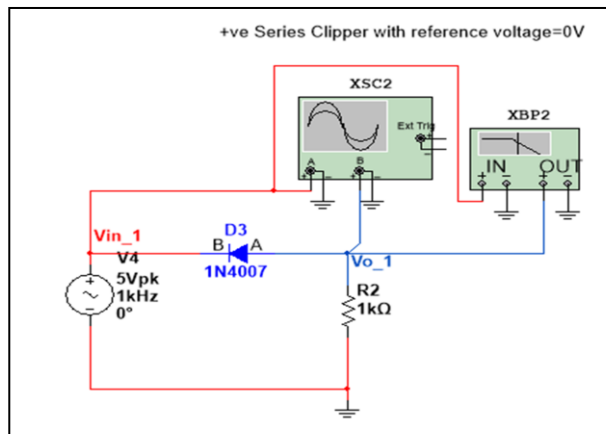 +ve Series Clipper with reference voltage=0V
XSC2
XBP2
Ext Trig
+
−
A
B
+ − + −
IN OUT
+ − + −
D3
Vin_1
B A
Vo_1
V4
1N4007
5Vpk
1kHz
0°
+
−
R2
1kΩ